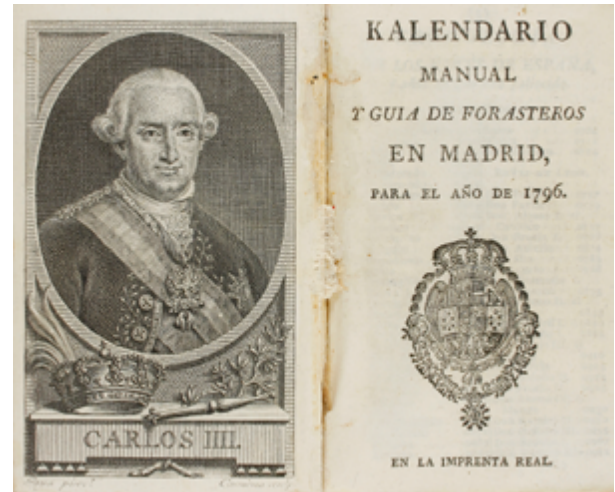 CARLOS IIII.
KALENDARIO
MANUAL
Y GUIA DE FORASTEROS
EN MADRID,
PARA EL AÑO DE 1796.
EN LA IMPRENTA REAL.